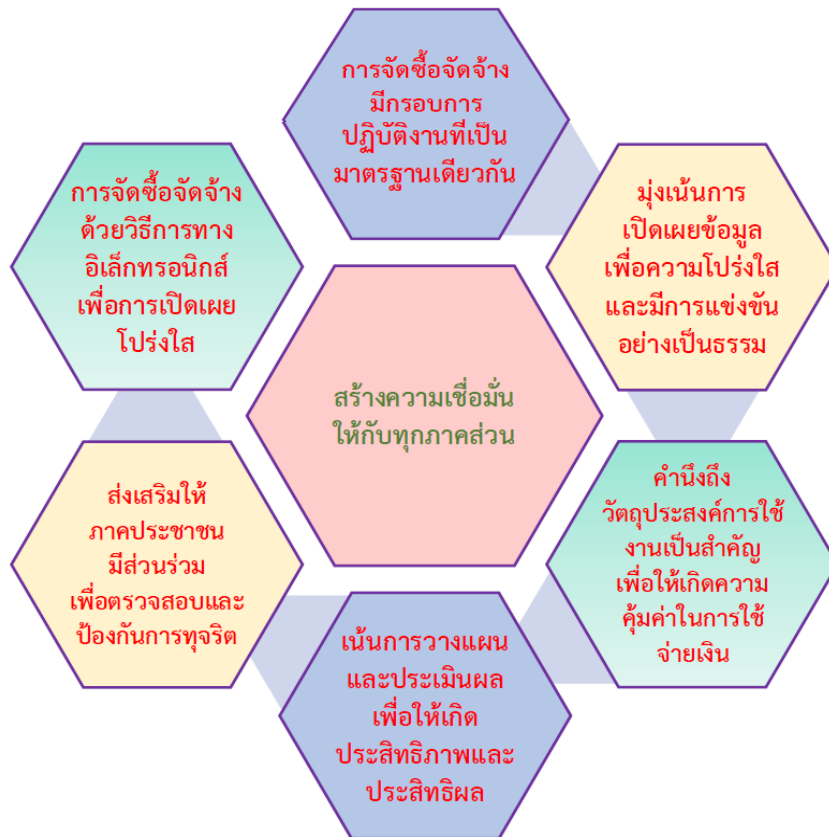 การจัดซื้อจัดจ้าง
มีกรอบการ
ปฏิบัติงานที่เป็น
มาตรฐานเดียวกัน
มุ่งเน้นการ
เปิดเผยข้อมูล
เพื่อความโปร่งใส
และมีการแข่งขัน
อย่างเป็นธรรม
คำนึงถึง
วัตถุประสงค์การใช้
งานเป็นสำคัญ
เพื่อให้เกิดความ
คุ้มค่าในการใช้
จ่ายเงิน
เน้นการวางแผน
และประเมินผล
เพื่อให้เกิด
ประสิทธิภาพและ
ประสิทธิผล
ส่งเสริมให้
ภาคประชาชน
มีส่วนร่วม
เพื่อตรวจสอบและ
ป้องกันการทุจริต
การจัดซื้อจัดจ้าง
ด้วยวิธีการทาง
อิเล็กทรอนิกส์
เพื่อการเปิดเผย
โปร่งใส
สร้างความเชื่อมั่น
ให้กับทุกภาคส่วน